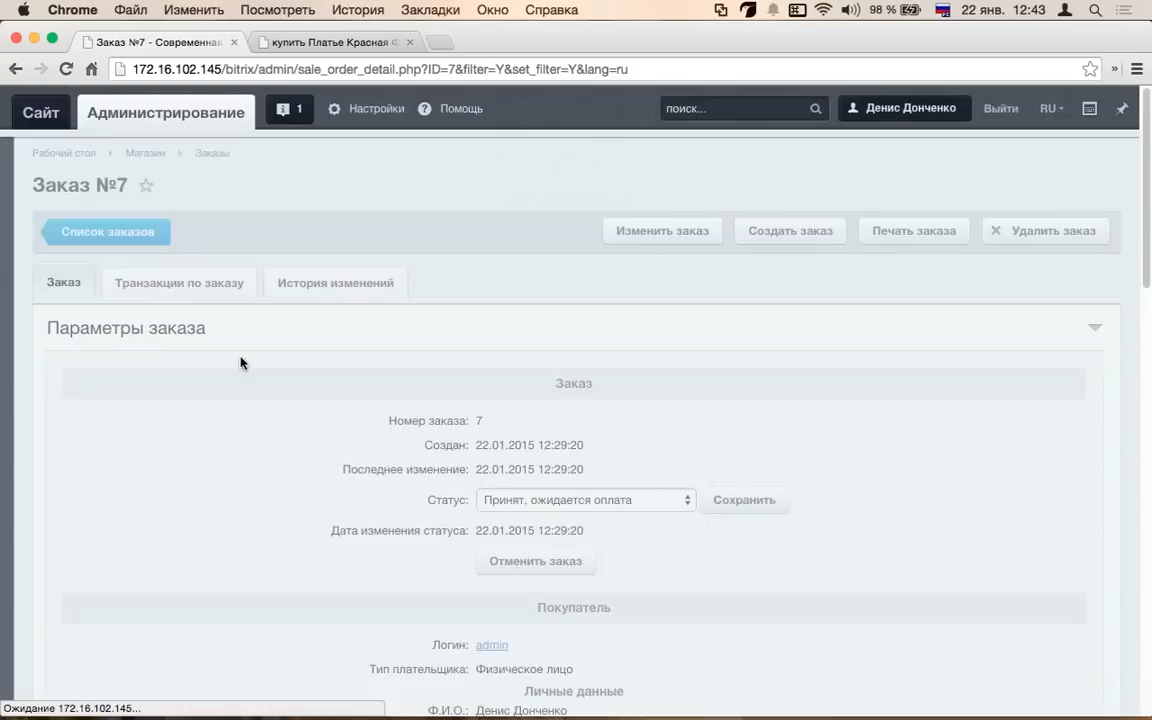 Chrome Файл Изменить Посмотреть История Закладки Окно Справка 98 % 22 янв. 12:43
Заказ №7 - Современная купить Платье Красная Ф
172.16.102.145/bitrix/admin/sale_order_detail.php?ID=7&filter=Y&set_filter=Y&lang=ru »
Сайт Администрирование 1 Настройки Помощь поиск... Денис Донченко Выйти RU
Рабочий стол Магазин Заказы
Заказ №7
Список заказов Изменить заказ Создать заказ Печать заказа Удалить заказ
Заказ Транзакции по заказу История изменений
Параметры заказа
Заказ
Номер заказа: 7
Создан: 22.01.2015 12:29:20
Последнее изменение: 22.01.2015 12:29:20
Статус: Принят, ожидается оплата Сохранить
Дата изменения статуса: 22.01.2015 12:29:20
Отменить заказ
Покупатель
Логин: admin
Тип плательщика: Физическое лицо
Личные данные
Ф.И.О.: Денис Донченко
Ожидание 172.16.102.145...